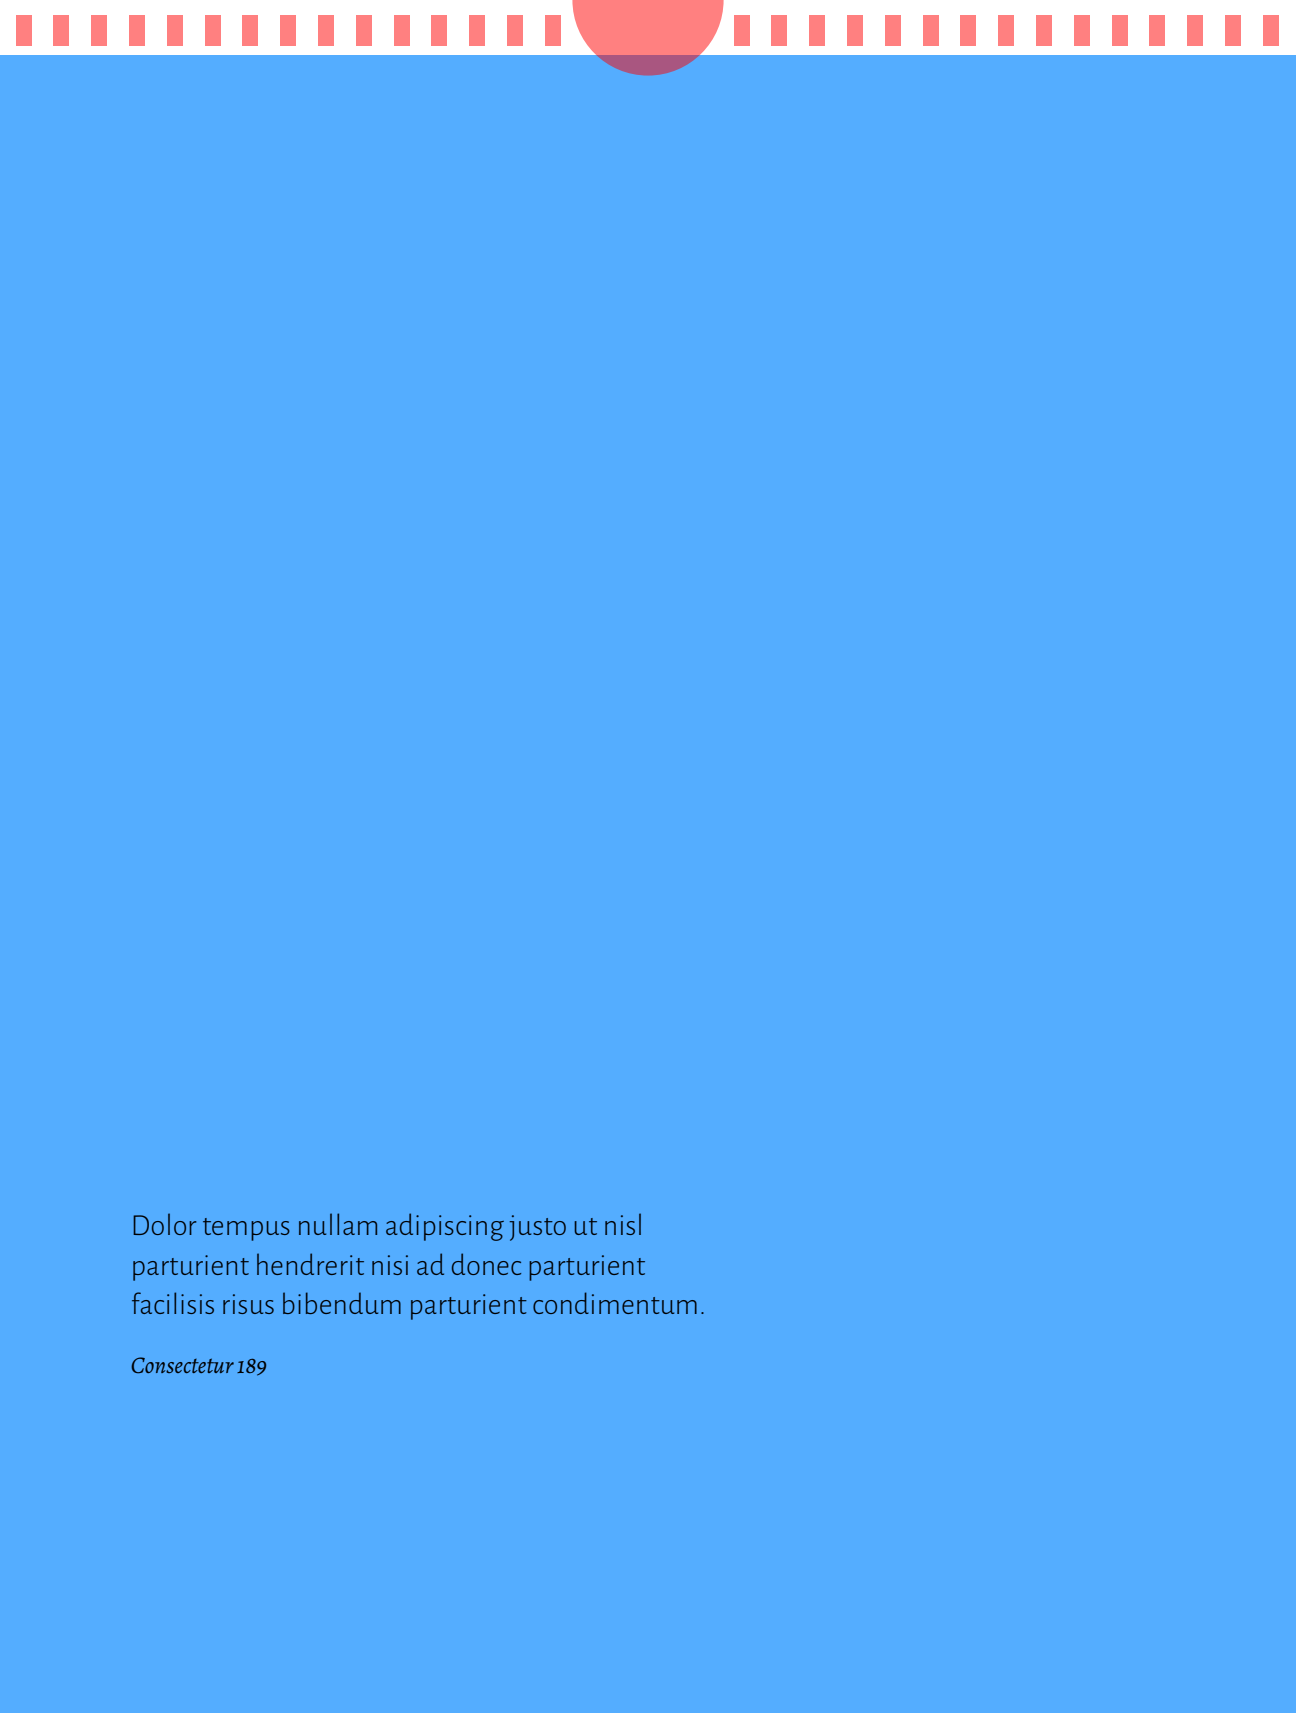 Dolor tempus nullam adipiscing justo ut nisl
parturient hendrerit nisi ad donec parturient
facilisis risus bibendum parturient condimentum.
Consectetur 189